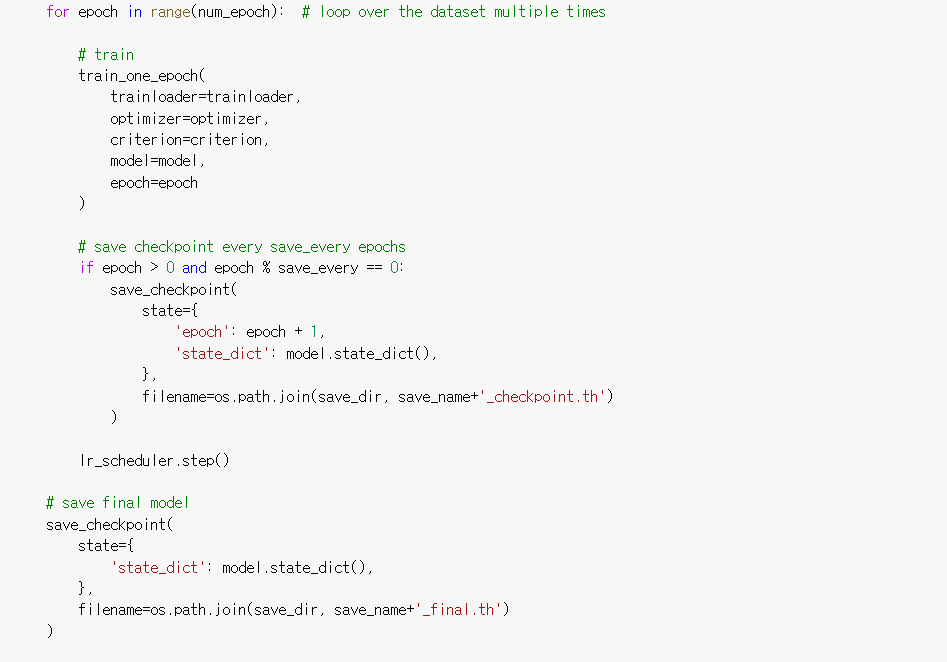 for epoch in range(num_epoch):  # loop over the dataset multiple times
# train
train_one_epoch(
trainloader=trainloader,
optimizer=optimizer,
criterion=criterion,
model=model,
epoch=epoch
)
# save checkpoint every save_every epochs
if epoch > 0 and epoch % save_every == 0:
save_checkpoint(
state={
'epoch': epoch + 1,
'state_dict': model.state_dict(),
},
filename=os.path.join(save_dir, save_name+'_checkpoint.th')
)
lr_scheduler.step()
# save final model
save_checkpoint(
state={
'state_dict': model.state_dict(),
},
filename=os.path.join(save_dir, save_name+'_final.th')
)